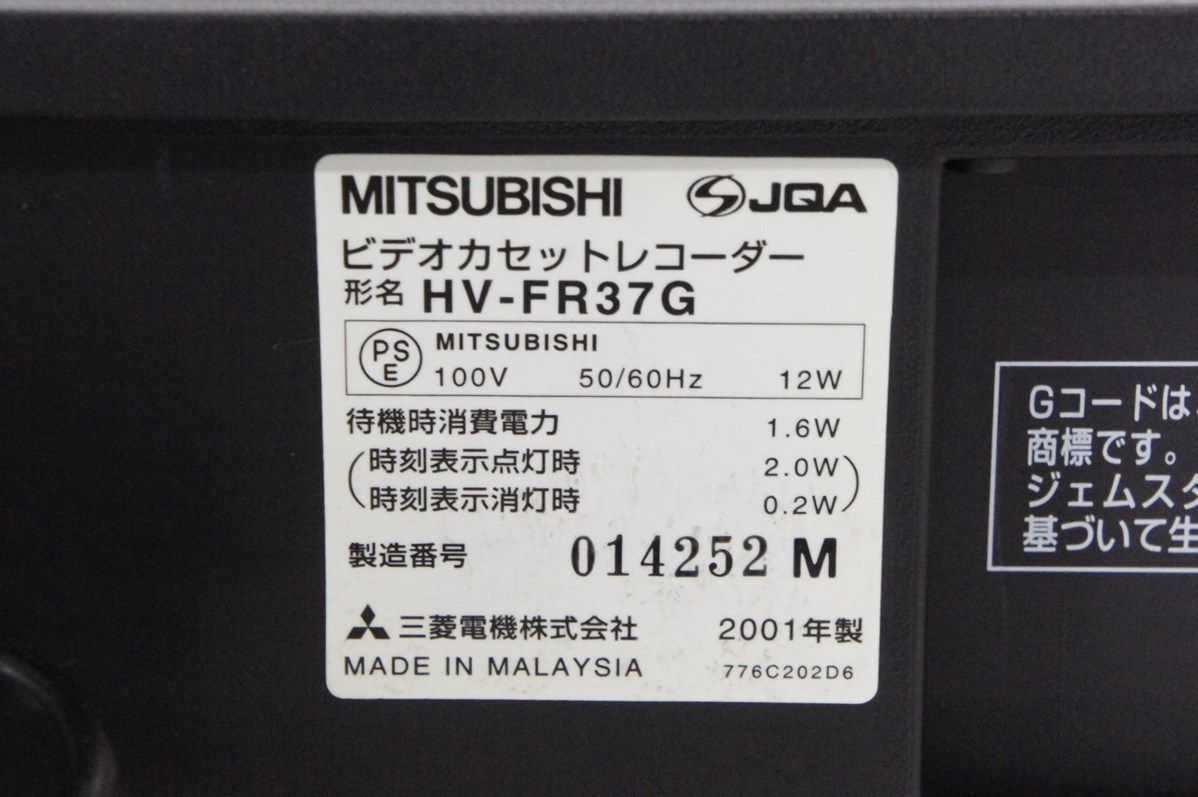 MITSUBISHI JQA
ビデオカセットレコーダー
形名 HV-FR37G
PSE MITSUBISHI
100V 50/60Hz 12W
待機時消費電力 1.6W
(時刻表示点灯時 2.0W
時刻表示消灯時 0.2W)
製造番号 014252 M
三菱電機株式会社 2001年製
MADE IN MALAYSIA 776C202D6
Gコードは
商標です。
ジェムスタ
基づいて生